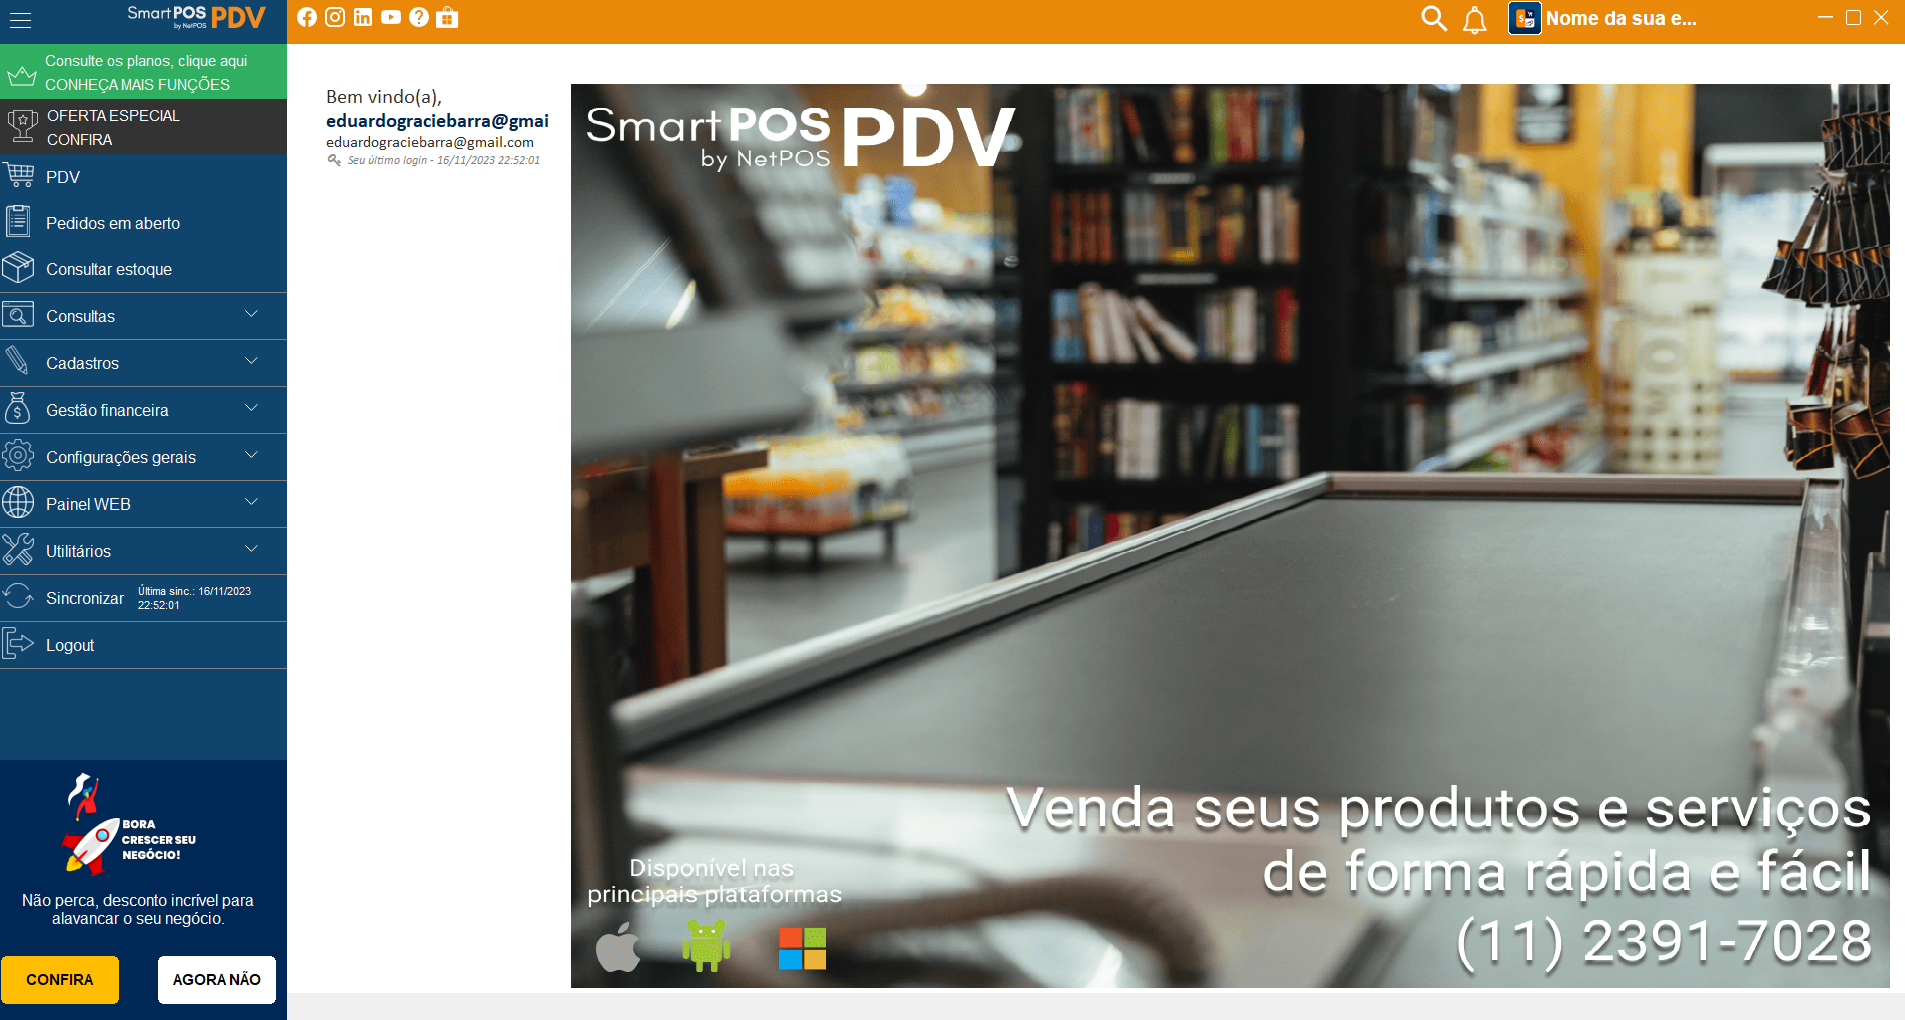 SmartPOS PDV
by NetPOS
Nome da sua e...
Consulte os planos, clique aqui
CONHEÇA MAIS FUNÇÕES
OFERTA ESPECIAL
CONFIRA
PDV
Pedidos em aberto
Consultar estoque
Consultas
Cadastros
Gestão financeira
Configurações gerais
Painel WEB
Utilitários
Sincronizar
Última sinc.: 16/11/2023
22:52:01
Logout
BORA
CRESCER SEU
NEGÓCIO!
Não perca, desconto incrível para
alavancar o seu negócio.
CONFIRA
AGORA NÃO
Bem vindo(a),
eduardograciebarra@gmai
eduardograciebarra@gmail.com
Seu último login - 16/11/2023 22:52:01
SmartPOS PDV
by NetPOS
Venda seus produtos e serviços
de forma rápida e fácil
(11) 2391-7028
Disponível nas
principais plataformas